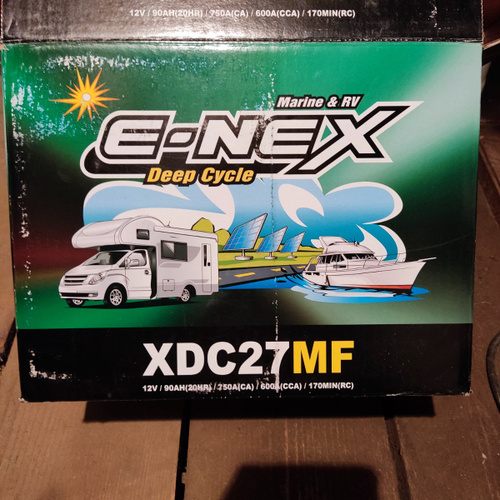 12V / 90AH(20HR) / 750A(CA) / 600A(CCA) / 170MIN(RC)
Marine & RV
E-NEX
Deep Cycle
XDC27MF
12V / 90AH(20HR) / 750A(CA) / 600A(CCA) / 170MIN(RC)